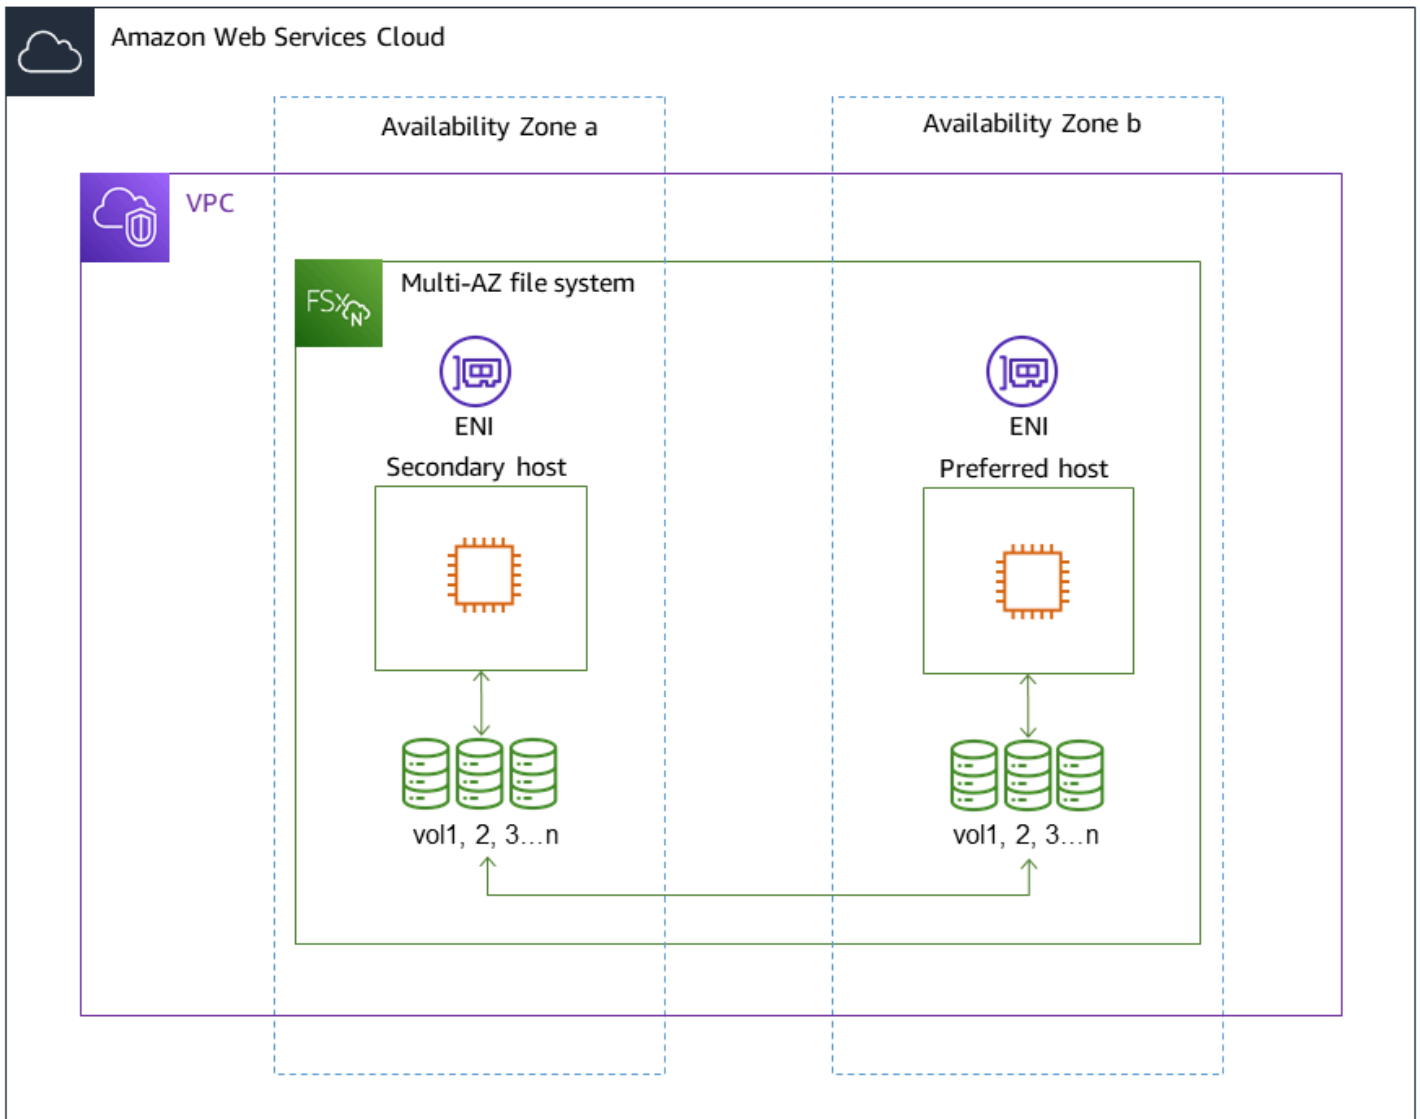 Amazon Web Services Cloud
Availability Zone a
Availability Zone b
VPC
FSx
N
Multi-AZ file system
ENI
ENI
Secondary host
Preferred host
vol1, 2, 3...n
vol1, 2, 3...n